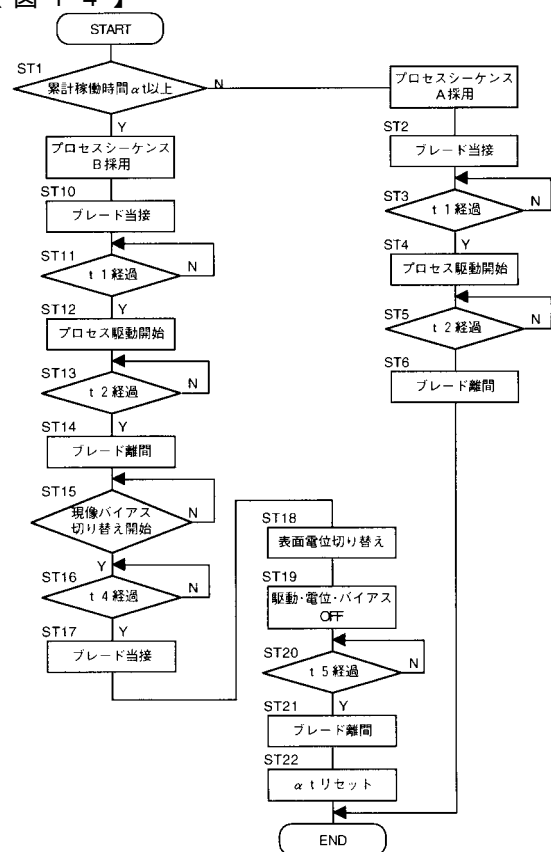 【図14】
START
ST1
累計稼働時間αt以上
N
Y
プロセスシーケンス
B採用
ST10
ブレード当接
ST11
t1経過
N
ST12
Y
プロセス駆動開始
ST13
t2経過
N
ST14
Y
ブレード離間
ST15
現像バイアス
切り替え開始
N
ST16
Y
t4経過
N
ST17
Y
ブレード当接
ST18
表面電位切り替え
ST19
駆動・電位・バイアス
OFF
ST20
t5経過
N
ST21
Y
ブレード離間
ST22
αtリセット
END
プロセスシーケンス
A採用
ST2
ブレード当接
ST3
t1経過
N
ST4
Y
プロセス駆動開始
ST5
t2経過
N
ST6
ブレード離間